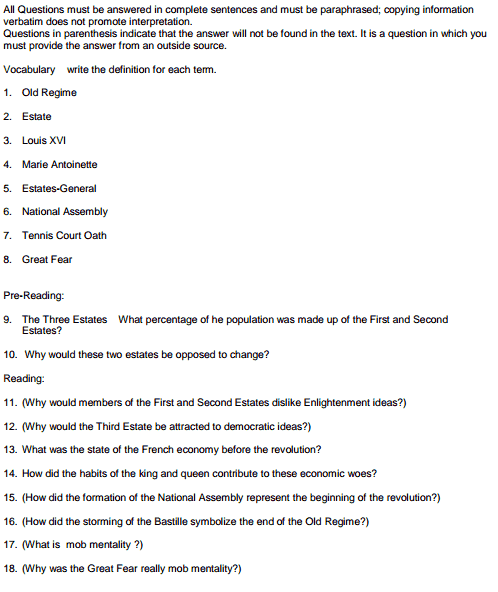 All Questions must be answered in complete sentences and must be paraphrased; copying information
verbatim does not promote interpretation.
Questions in parenthesis indicate that the answer will not be found in the text. It is a question in which you
must provide the answer from an outside source.
Vocabulary write the definition for each term.
1. Old Regime
2. Estate
3. Louis XVI
4. Marie Antoinette
5. Estates-General
6. National Assembly
7. Tennis Court Oath
8. Great Fear
Pre-Reading:
9. The Three Estates What percentage of he population was made up of the First and Second
Estates?
10. Why would these two estates be opposed to change?
Reading:
11. (Why would members of the First and Second Estates dislike Enlightenment ideas?)
12. (Why would the Third Estate be attracted to democratic ideas?)
13. What was the state of the French economy before the revolution?
14. How did the habits of the king and queen contribute to these economic woes?
15. (How did the formation of the National Assembly represent the beginning of the revolution?)
16. (How did the storming of the Bastille symbolize the end of the Old Regime?)
17. (What is mob mentality ?)
18. (Why was the Great Fear really mob mentality?)